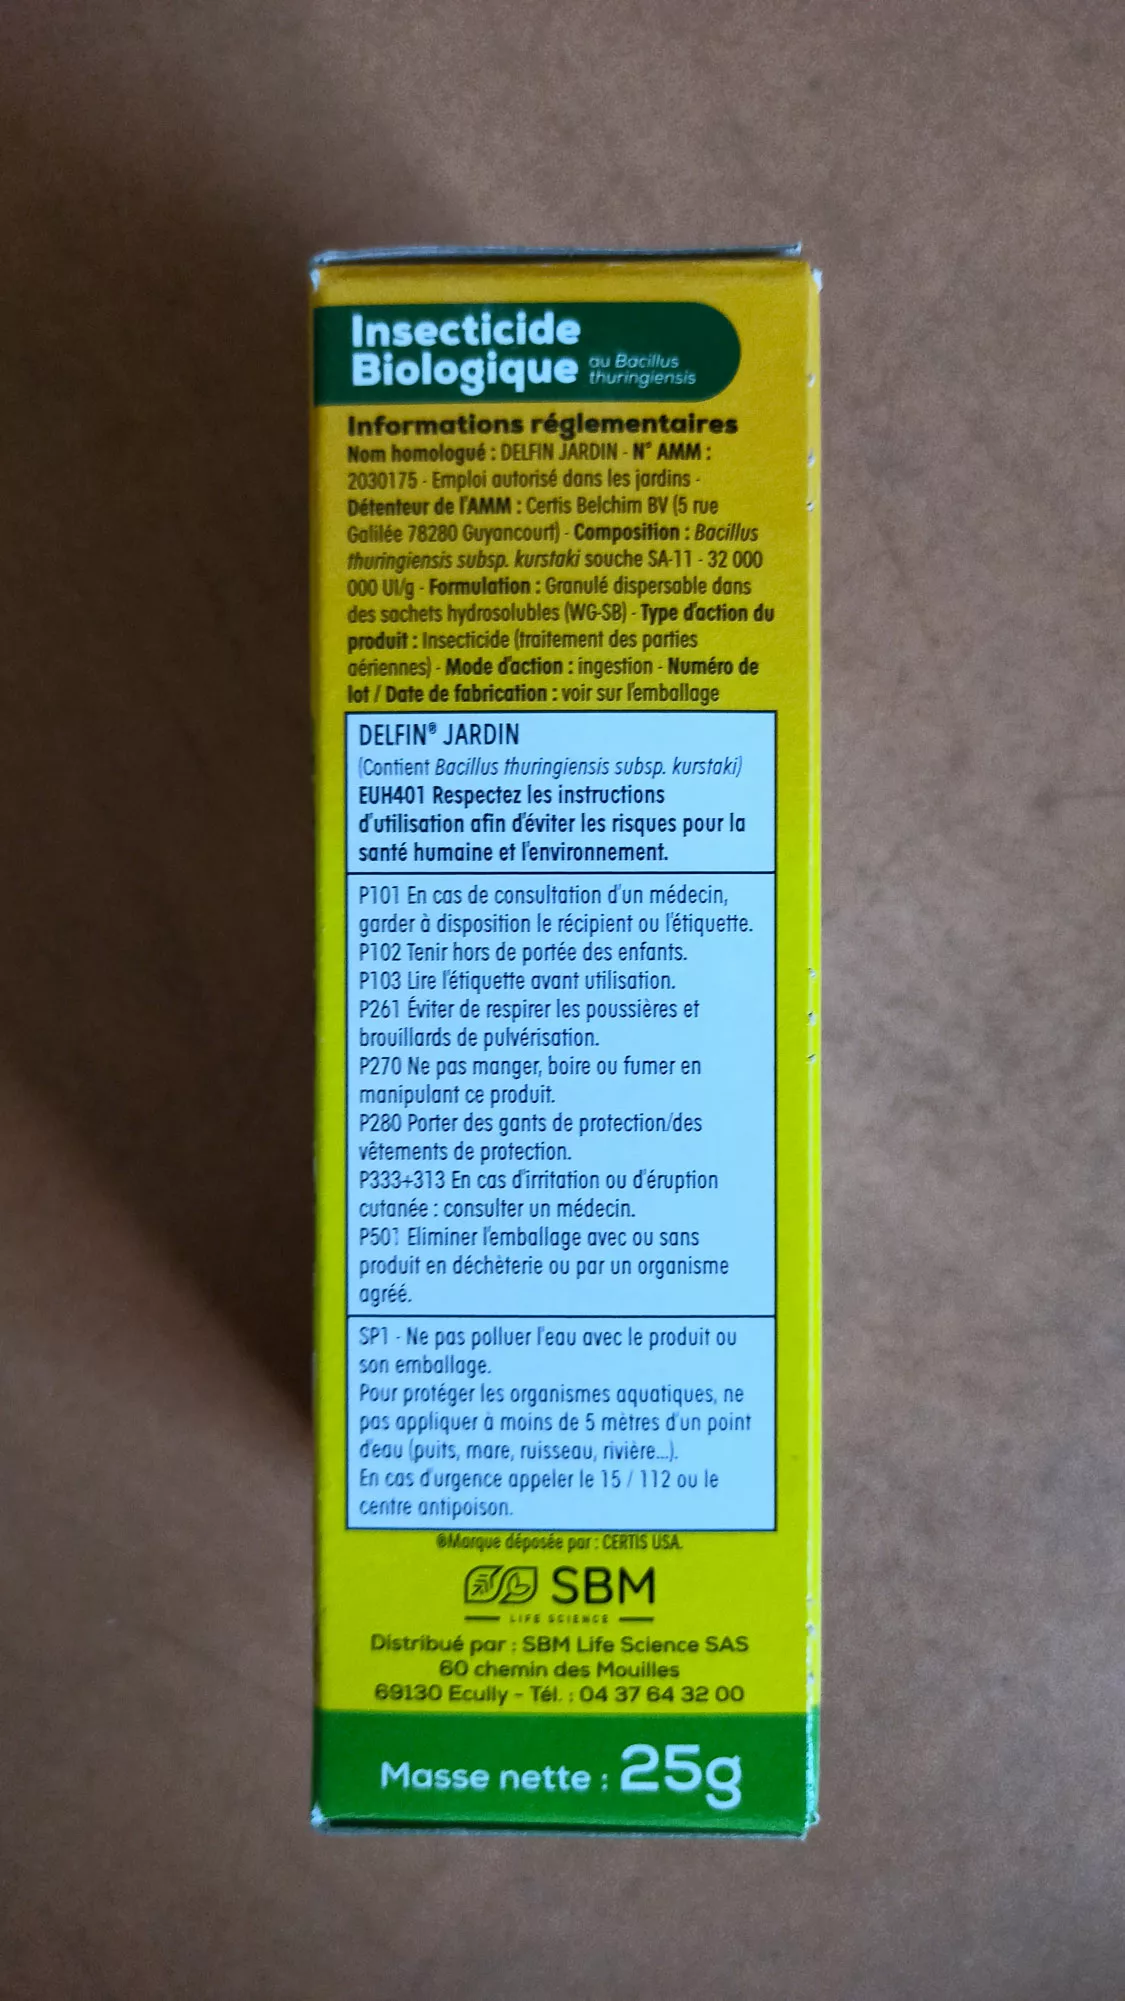 Insecticide
Biologique au Bacillus
thuringiensis
Informations réglementaires
Nom homologué : DELFIN JARDIN - N° AMM :
2030175 - Emploi autorisé dans les jardins -
Détenteur de l'AMM : Certis Belchim BV (5 rue
Galilée 78280 Guyancourt) - Composition : Bacillus
thuringiensis subsp. kurstaki souche SA-11 - 32 000
000 UI/g - Formulation : Granulé dispersable dans
des sachets hydrosolubles (WG-SB) - Type d'action du
produit : Insecticide (traitement des parties
aériennes) - Mode d'action : ingestion - Numéro de
lot / Date de fabrication : voir sur l'emballage
DELFIN® JARDIN
(Contient Bacillus thuringiensis subsp. kurstaki)
EUH401 Respectez les instructions
d'utilisation afin d'éviter les risques pour la
santé humaine et l'environnement.
P101 En cas de consultation d'un médecin,
garder à disposition le récipient ou l'étiquette.
P102 Tenir hors de portée des enfants.
P103 Lire l'étiquette avant utilisation.
P261 Éviter de respirer les poussières et
brouillards de pulvérisation.
P270 Ne pas manger, boire ou fumer en
manipulant ce produit.
P280 Porter des gants de protection/des
vêtements de protection.
P333+313 En cas d'irritation ou d'éruption
cutanée : consulter un médecin.
P501 Eliminer l'emballage avec ou sans
produit en déchèterie ou par un organisme
agréé.
SP1 - Ne pas polluer l'eau avec le produit ou
son emballage.
Pour protéger les organismes aquatiques, ne
pas appliquer à moins de 5 mètres d'un point
d'eau (puits, mare, ruisseau, rivière...).
En cas d'urgence appeler le 15 / 112 ou le
centre antipoison.
®Marque déposée par : CERTIS USA.
SBM
LIFE SCIENCE
Distribué par : SBM Life Science SAS
60 chemin des Mouilles
69130 Ecully - Tél. : 04 37 64 32 00
Masse nette : 25g